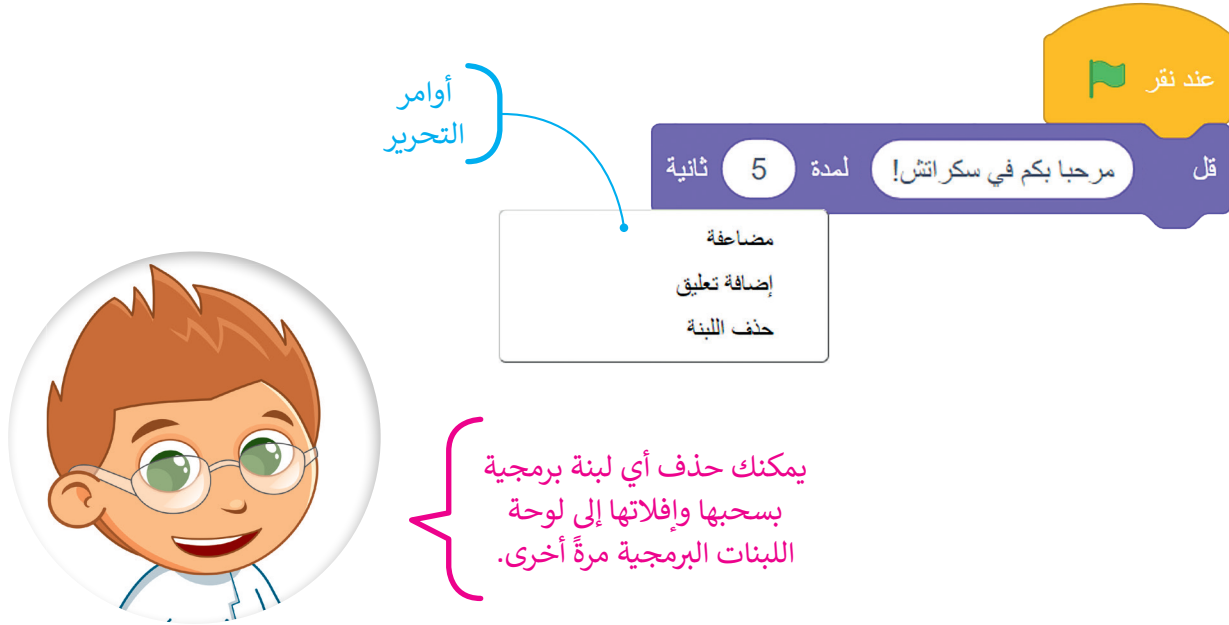 عند نقر
قل مرحبا بكم في سكراتش! لمدة 5 ثانية
أوامر
التحرير
مضاعفة
إضافة تعليق
حذف اللبنة
يمكنك حذف أي لبنة برمجية
بسحبها وإفلاتها إلى لوحة
اللبنات البرمجية مرةً أخرى.